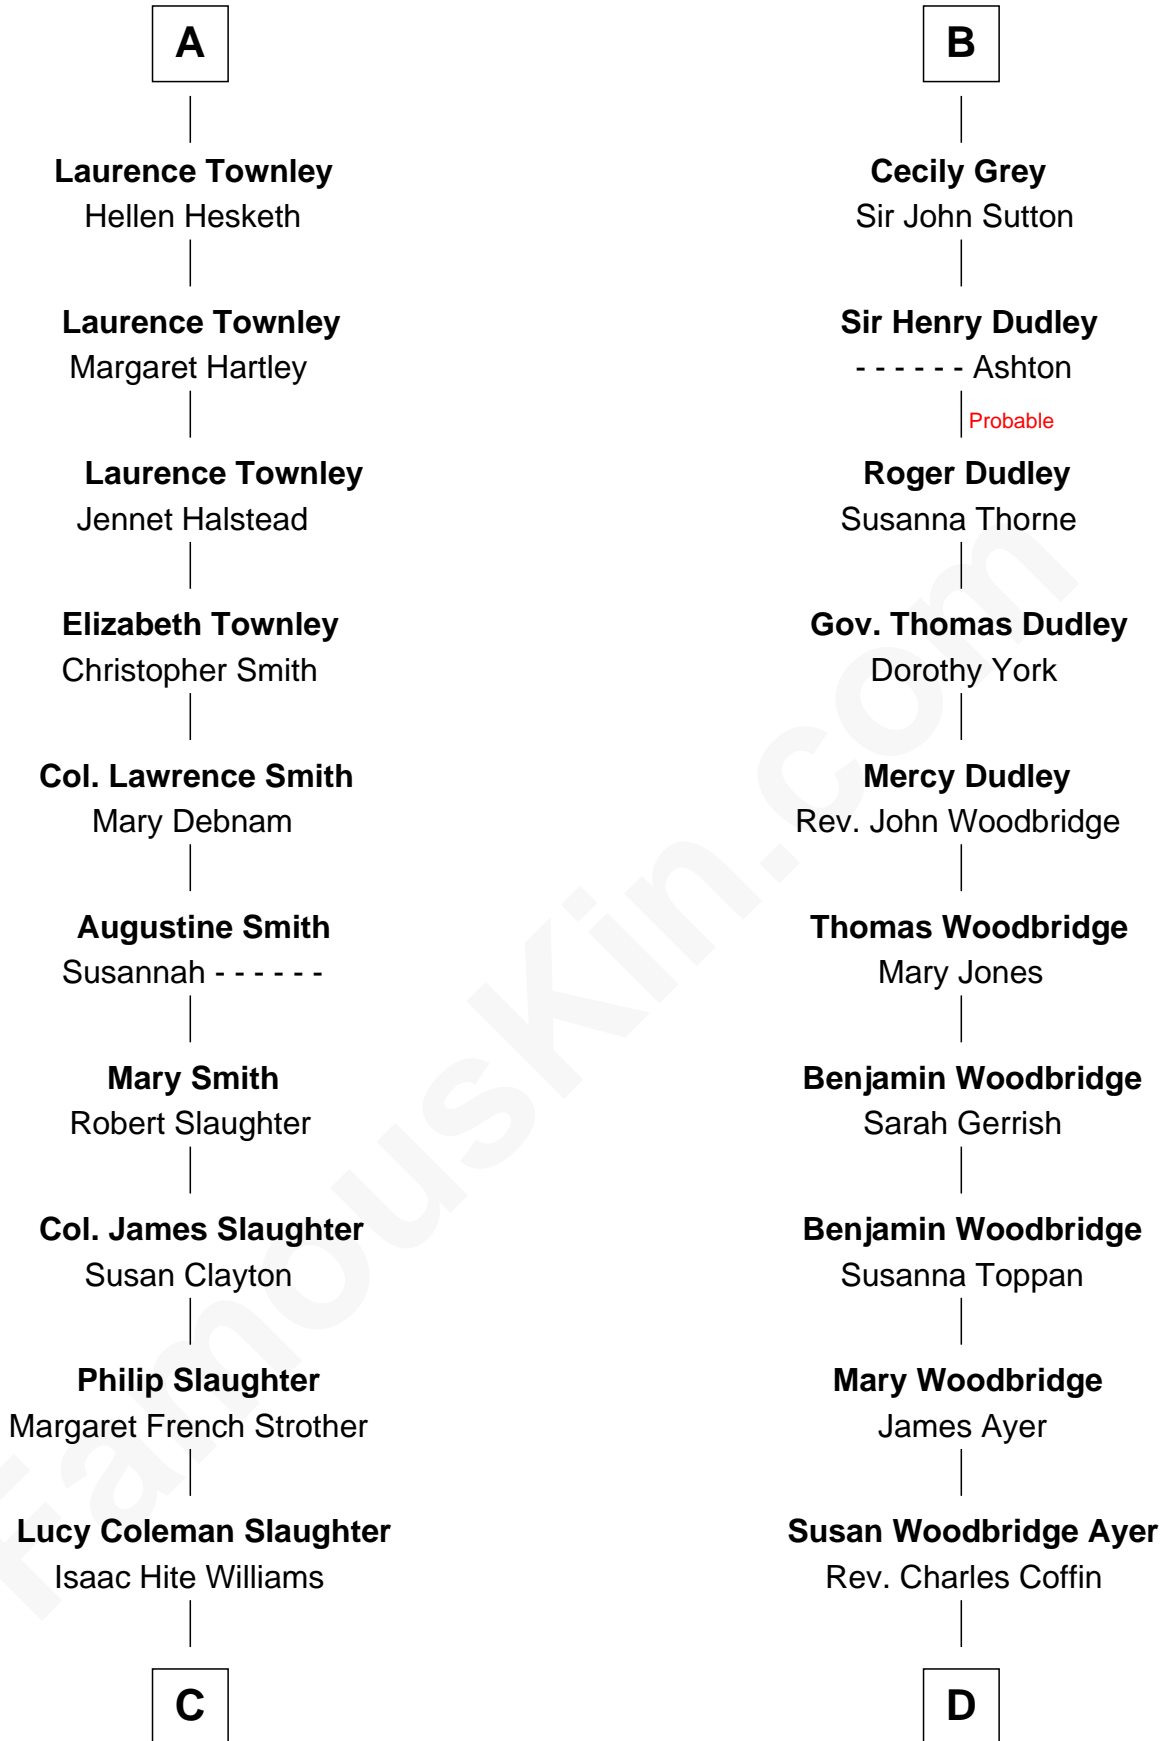 A
Laurence Townley
Hellen Hesketh
Laurence Townley
Margaret Hartley
Laurence Townley
Jennet Halstead
Elizabeth Townley
Christopher Smith
Col. Lawrence Smith
Mary Debnam
Augustine Smith
Susannah - - - - - -
Mary Smith
Robert Slaughter
Col. James Slaughter
Susan Clayton
Philip Slaughter
Margaret French Strother
Lucy Coleman Slaughter
Isaac Hite Williams
C
B
Cecily Grey
Sir John Sutton
Sir Henry Dudley
- - - - - - Ashton
Probable
Roger Dudley
Susanna Thorne
Gov. Thomas Dudley
Dorothy York
Mercy Dudley
Rev. John Woodbridge
Thomas Woodbridge
Mary Jones
Benjamin Woodbridge
Sarah Gerrish
Benjamin Woodbridge
Susanna Toppan
Mary Woodbridge
James Ayer
Susan Woodbridge Ayer
Rev. Charles Coffin
D
FamousKin.com